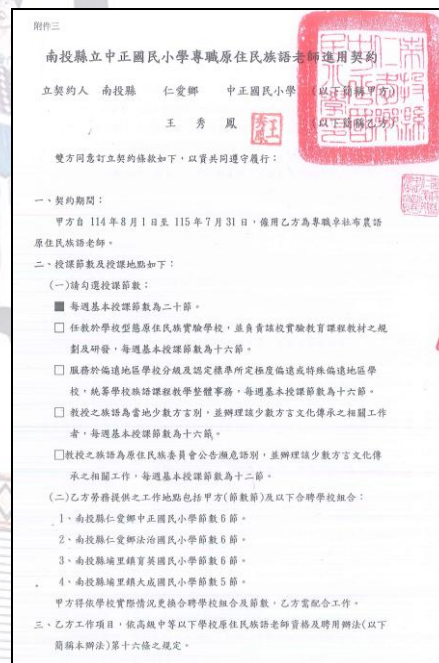 附件三
南投縣立中正國民小學專職原住民族語老師進用契約
立契約人 南投縣 仁愛鄉 中正國民小學 (以下簡稱甲方)
王 秀 鳳 (以下簡稱乙方)
雙方同意訂立契約條款如下,以資共同遵守履行:
一、契約期間:
甲方自 114 年 8 月 1 日至 115 年 7 月 31 日,僱用乙方為專職卓社布農語
原住民族語老師。
二、授課節數及授課地點如下:
(一)請勾選授課節數:
■ 每週基本授課節數為二十節。
□ 任教於學校型態原住民族實驗學校,並負責該校實驗教育課程教材之規
劃及研發,每週基本授課節數為十六節。
□ 服務於偏遠地區學校分級及認定標準所定極度偏遠或特殊偏遠地區學
校,統籌學校族語課程教學整體事務,每週基本授課節數為十六節。
□ 教授之族語為當地少數方言別,並辦理該少數方言文化傳承之相關工作
者,每週基本授課節數為十六節。
□教授之族語為原住民族委員會公告瀕危語別,並辦理該少數方言文化傳
承之相關工作,每週基本授課節數為十二節。
(二)乙方勞務提供之工作地點包括甲方(節數節)及以下合聘學校組合:
1、南投縣仁愛鄉中正國民小學節數 6 節。
2、南投縣仁愛鄉法治國民小學節數 6 節。
3、南投縣埔里鎮育英國民小學節數 6 節。
4、南投縣埔里鎮大成國民小學節數 5 節。
甲方得依學校實際情況更換合聘學校組合及節數,乙方需配合工作。
三、乙方工作項目,依高級中等以下學校原住民族語老師資格及聘用辦法(以下
簡稱本辦法)第十六條之規定。